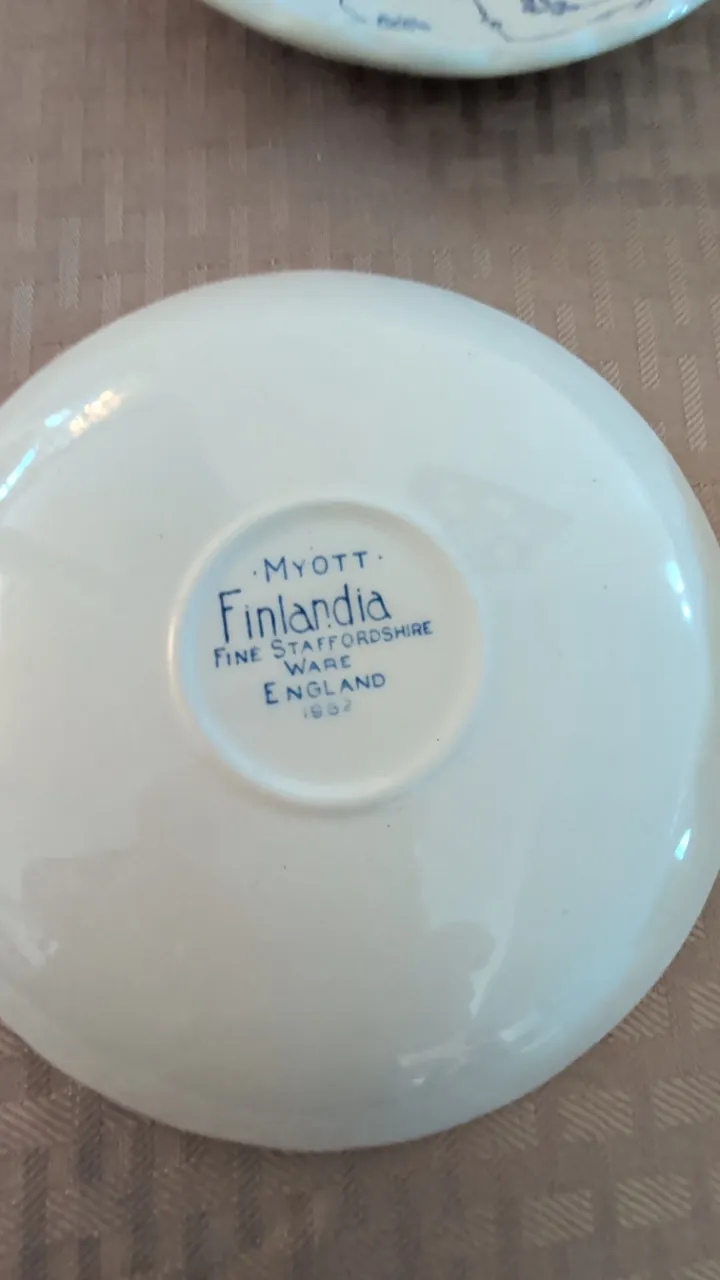 ·MYOTT·
Finlandia
FINE STAFFORDSHIRE
WARE
ENGLAND